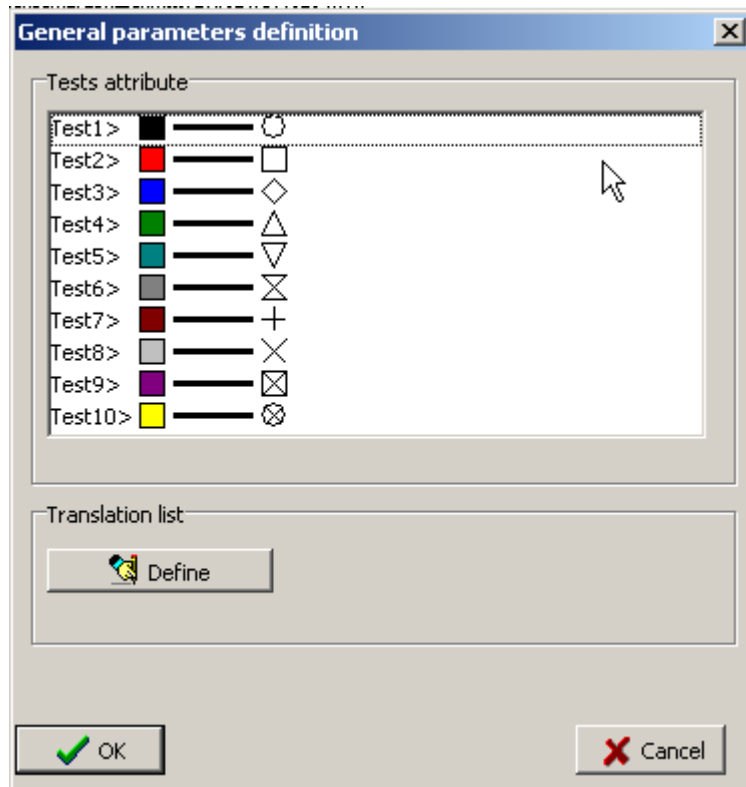 General parameters definition
Tests attribute
Test1>
Test2>
Test3>
Test4>
Test5>
Test6>
Test7>
Test8>
Test9>
Test10>
Translation list
Define
OK
Cancel